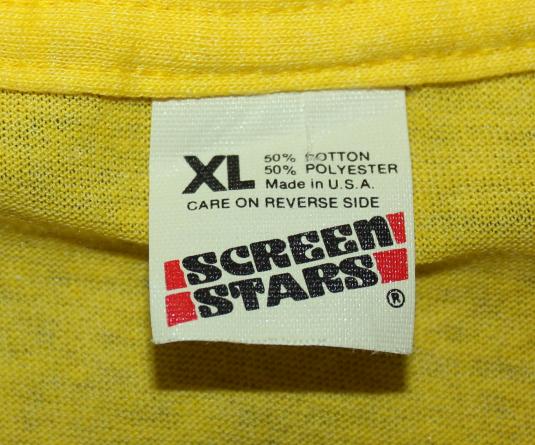 XL
50% COTTON
50% POLYESTER
Made in U.S.A.
CARE ON REVERSE SIDE
SCREEN
STARS
®